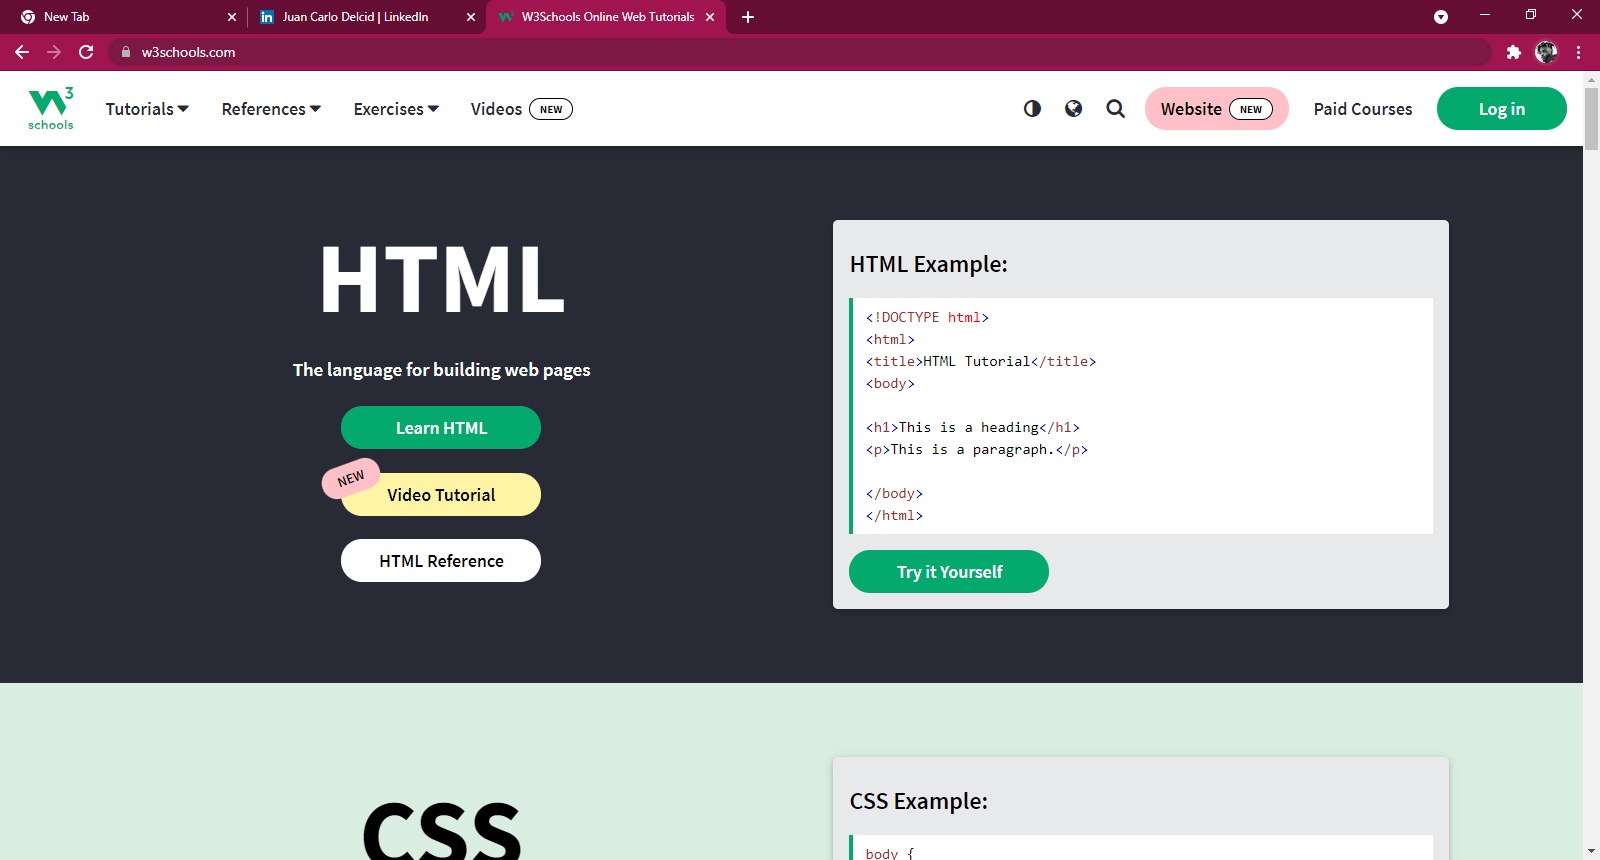 New Tab
Juan Carlo Delcid | LinkedIn
W3Schools Online Web Tutorials
w3schools.com
W3 schools
Tutorials
References
Exercises
Videos NEW
Website NEW
Paid Courses
Log in
HTML
The language for building web pages
Learn HTML
NEW
Video Tutorial
HTML Reference
HTML Example:
<!DOCTYPE html>
<html>
<title>HTML Tutorial</title>
<body>
<h1>This is a heading</h1>
<p>This is a paragraph.</p>
</body>
</html>
Try it Yourself
CSS
CSS Example:
body {